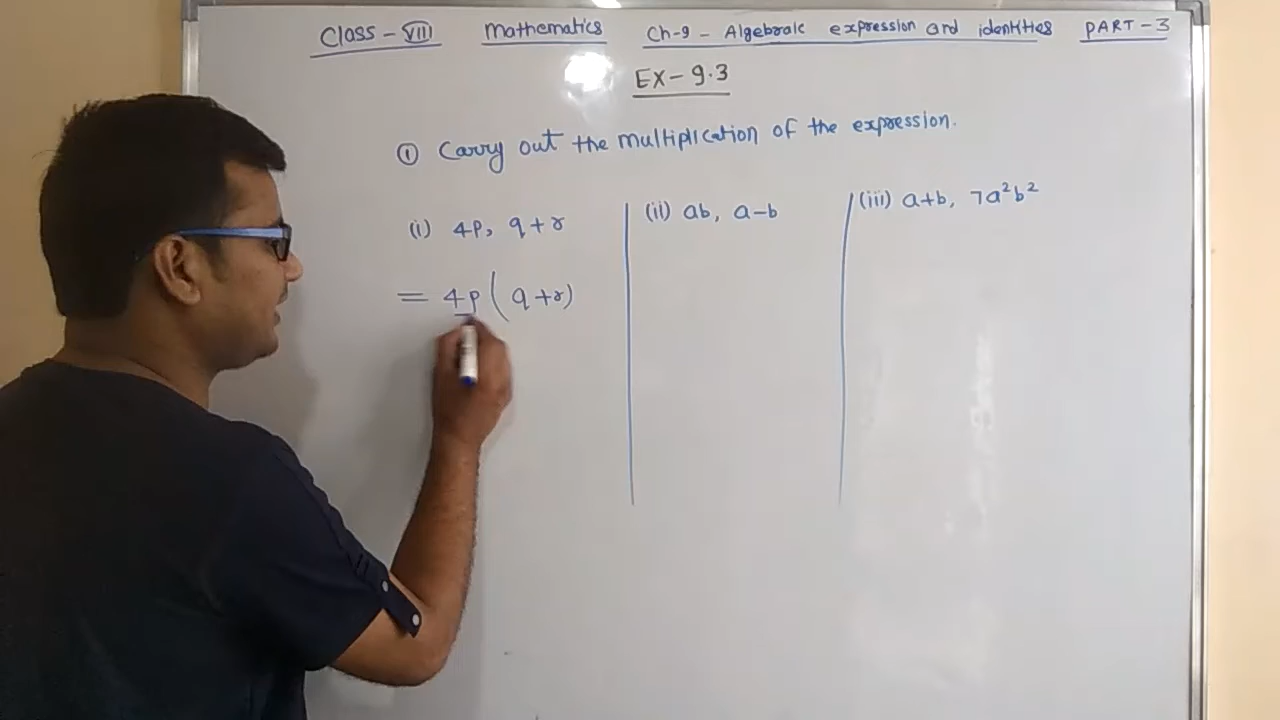 Class - VIII Mathematics Ch-9 - Algebraic expression and identities PART - 3
EX - 9.3
① Carry out the multiplication of the expression.
(i) 4p, q + r
(ii) ab, a - b
(iii) a + b, 7a²b²
= 4p ( q + r )